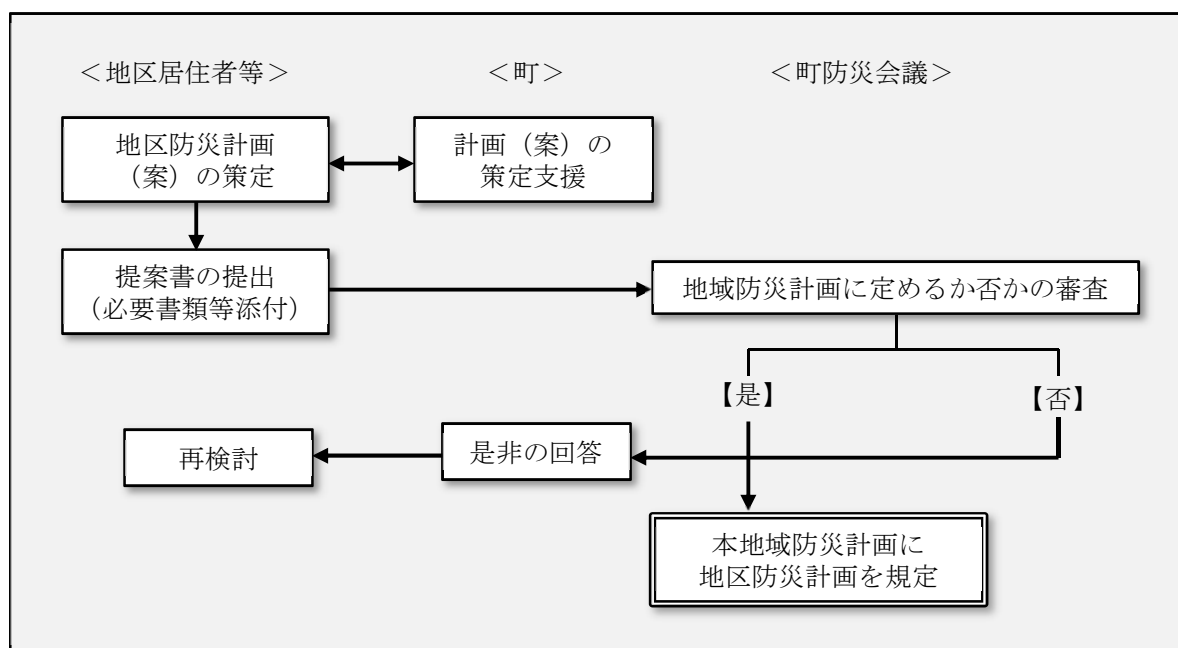 ＜地区居住者等＞
＜町＞
＜町防災会議＞
地区防災計画
（案）の策定
計画（案）の
策定支援
提案書の提出
（必要書類等添付）
地域防災計画に定めるか否かの審査
【是】
【否】
再検討
是非の回答
本地域防災計画に
地区防災計画を規定